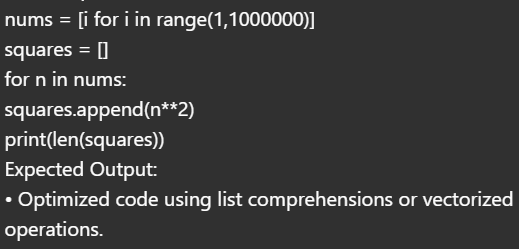 nums = [i for i in range(1,1000000)]
squares = []
for n in nums:
squares.append(n**2)
print(len(squares))
Expected Output:
• Optimized code using list comprehensions or vectorized
operations.